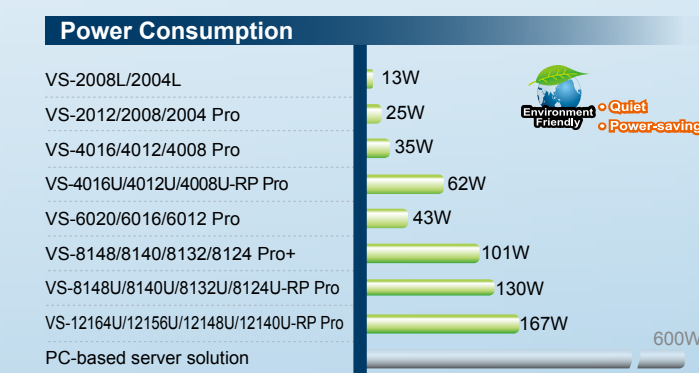 Power Consumption
VS-2008L/2004L 13W
VS-2012/2008/2004 Pro 25W
VS-4016/4012/4008 Pro 35W
VS-4016U/4012U/4008U-RP Pro 62W
VS-6020/6016/6012 Pro 43W
VS-8148/8140/8132/8124 Pro+ 101W
VS-8148U/8140U/8132U/8124U-RP Pro 130W
VS-12164U/12156U/12148U/12140U-RP Pro 167W
PC-based server solution 600W
Environment
Friendly
Quiet
Power-saving